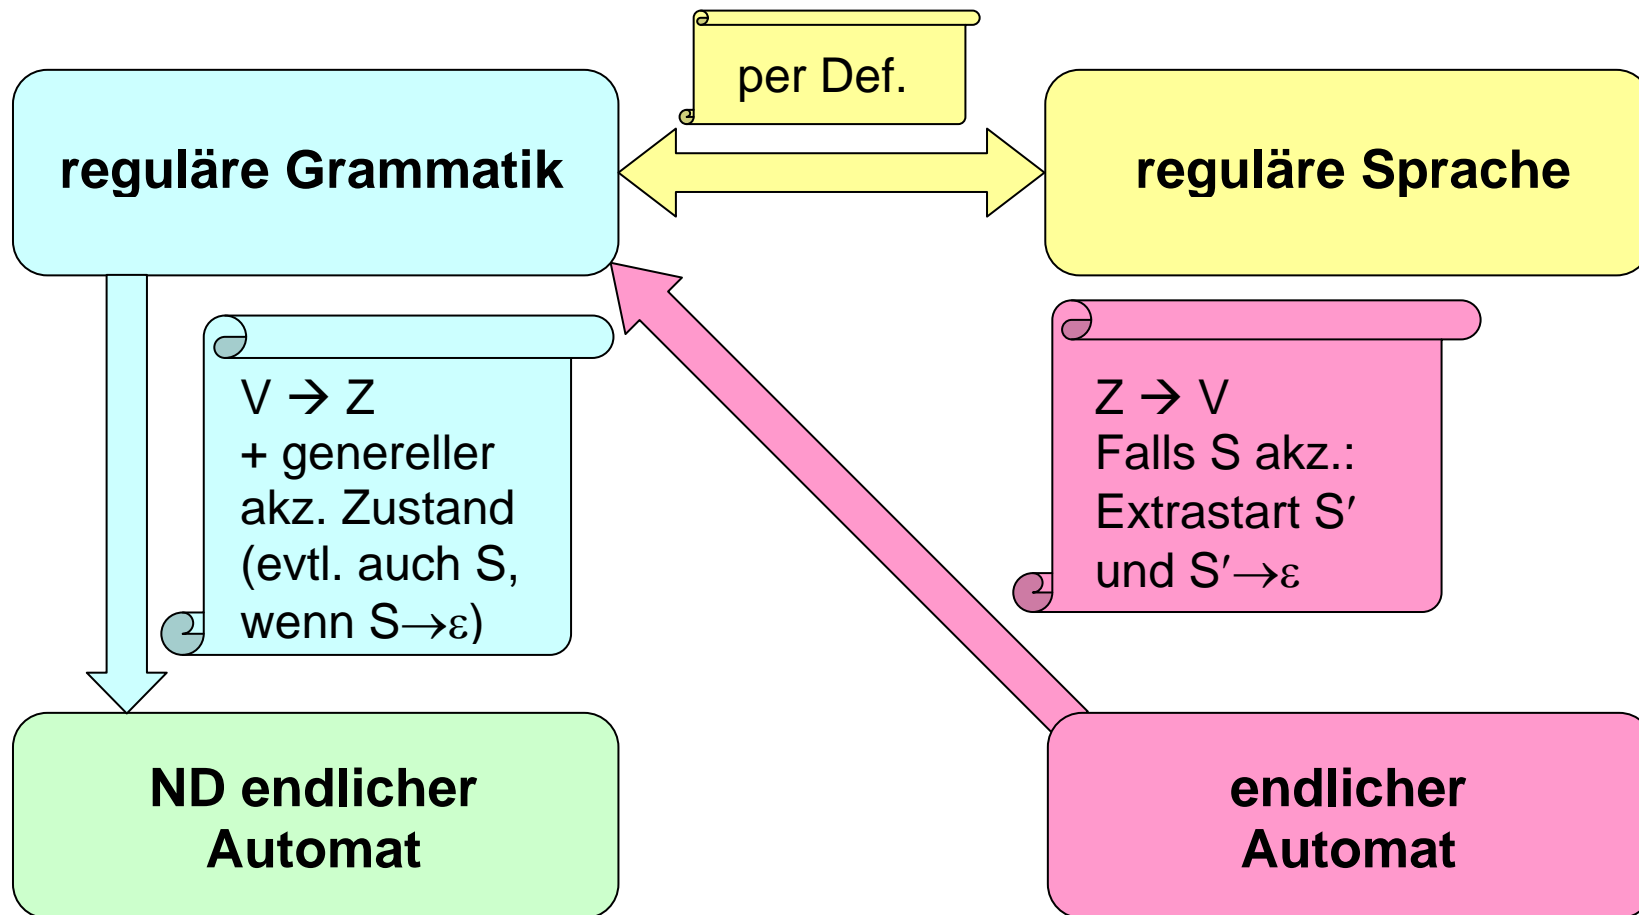 per Def.
reguläre Grammatik
reguläre Sprache
V → Z
+ genereller
akz. Zustand
(evtl. auch S,
wenn S→ε)
Z → V
Falls S akz.:
Extrastart S′
und S′→ε
ND endlicher
Automat
endlicher
Automat